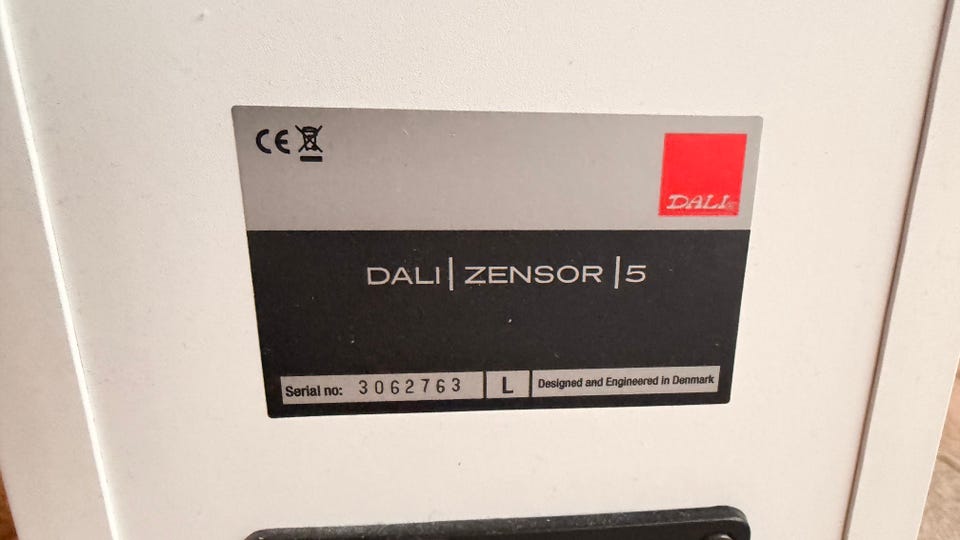 CE
DALI
DALI | ZENSOR | 5
Serial no: 3062763 L Designed and Engineered in Denmark